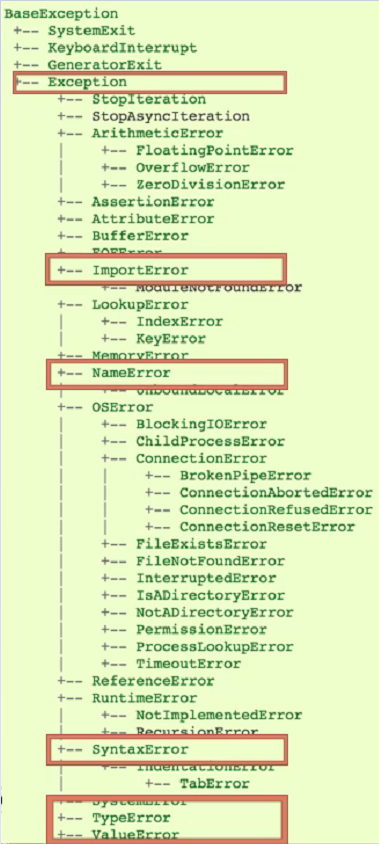 BaseException
+-- SystemExit
+-- KeyboardInterrupt
+-- GeneratorExit
+-- Exception
+-- StopIteration
+-- StopAsyncIteration
+-- ArithmeticError
| +-- FloatingPointError
| +-- OverflowError
| +-- ZeroDivisionError
+-- AssertionError
+-- AttributeError
+-- BufferError
+-- EOFError
+-- ImportError
+-- ModuleNotFoundError
+-- LookupError
| +-- IndexError
| +-- KeyError
+-- MemoryError
+-- NameError
+-- UnboundLocalError
+-- OSError
| +-- BlockingIOError
| +-- ChildProcessError
| +-- ConnectionError
| | +-- BrokenPipeError
| | +-- ConnectionAbortedError
| | +-- ConnectionRefusedError
| | +-- ConnectionResetError
| +-- FileExistsError
| +-- FileNotFoundError
| +-- InterruptedError
| +-- IsADirectoryError
| +-- NotADirectoryError
| +-- PermissionError
| +-- ProcessLookupError
| +-- TimeoutError
+-- ReferenceError
+-- RuntimeError
| +-- NotImplementedError
| +-- RecursionError
+-- SyntaxError
| +-- IndentationError
| +-- TabError
+-- SystemError
+-- TypeError
+-- ValueError